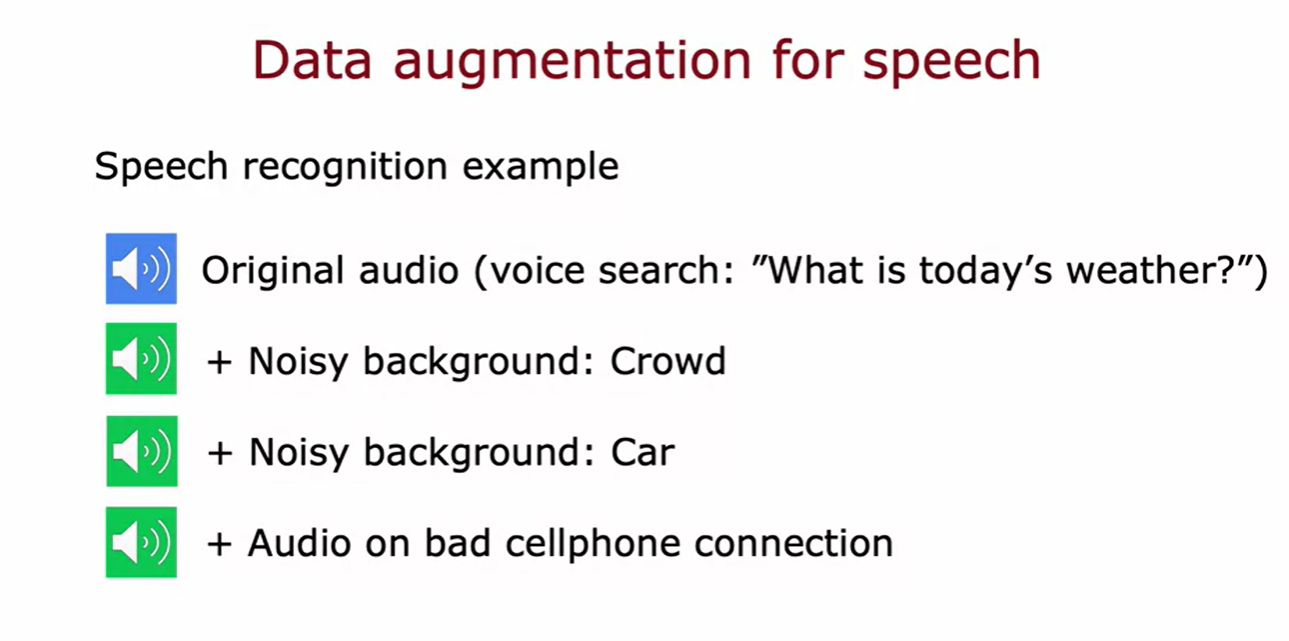 Data augmentation for speech
Speech recognition example
Original audio (voice search: ”What is today’s weather?”)
+ Noisy background: Crowd
+ Noisy background: Car
+ Audio on bad cellphone connection